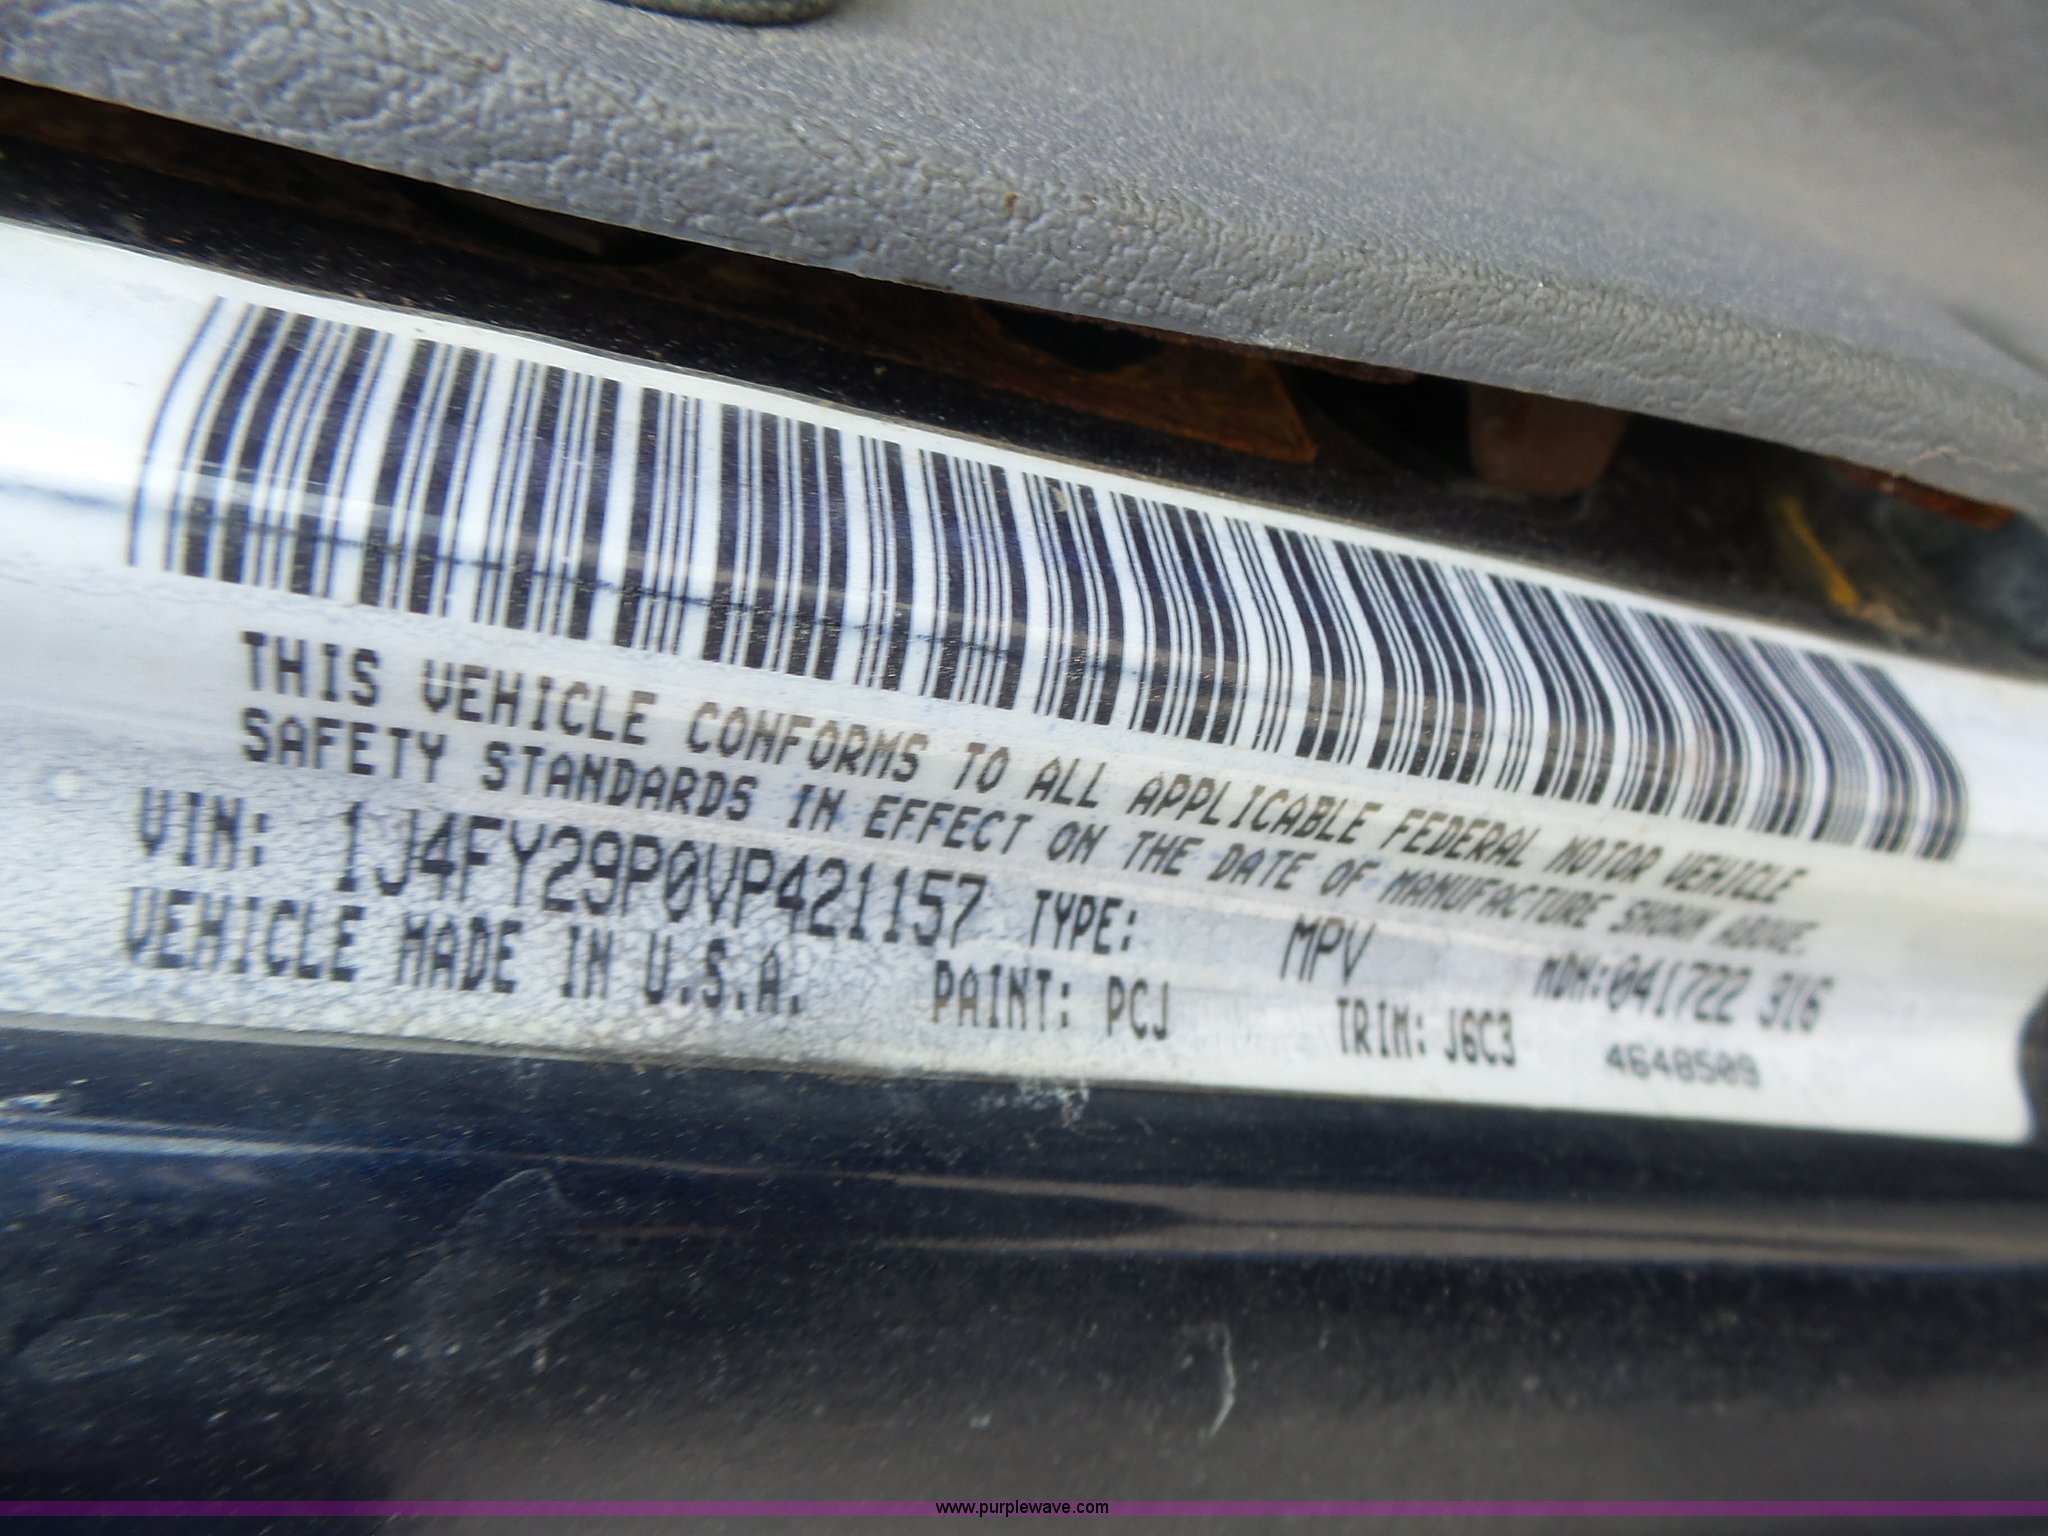 THIS VEHICLE CONFORMS TO ALL APPLICABLE FEDERAL MOTOR VEHICLE
SAFETY STANDARDS IN EFFECT ON THE DATE OF MANUFACTURE SHOWN ABOVE.
VIN: 1J4FY29P0VP421157 TYPE: MPV MDH:041722 316
VEHICLE MADE IN U.S.A. PAINT: PCJ TRIM: J6C3 4648509
www.purplewave.com